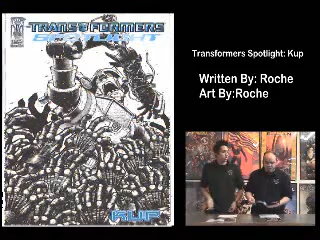 TRANSFORMERS
SPOTLIGHT
KUP
Transformers Spotlight: Kup
Written By: Roche
Art By:Roche